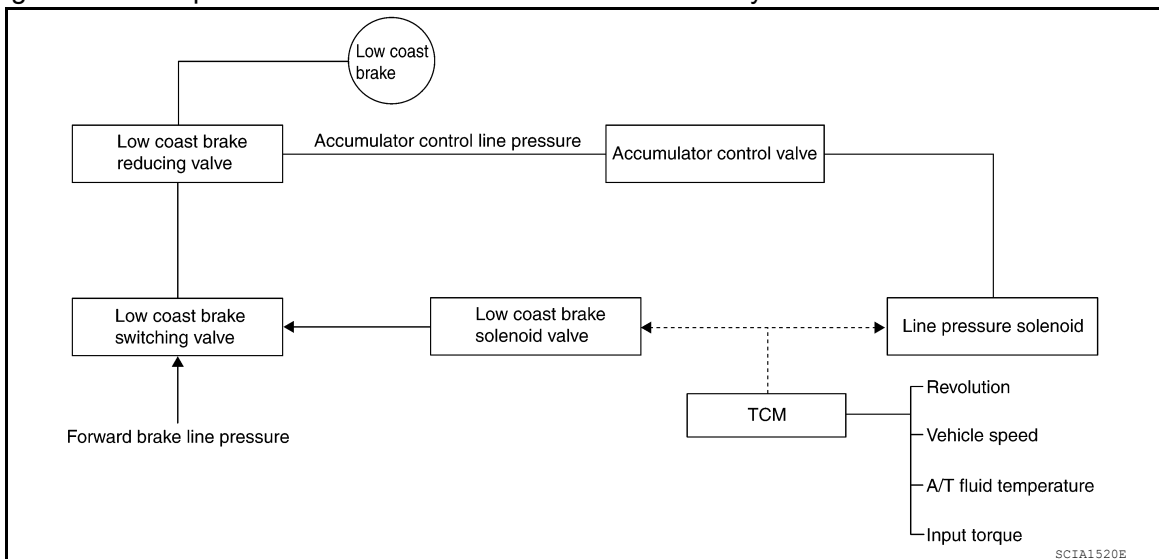 Low coast
brake
Low coast brake
reducing valve
Accumulator control line pressure
Accumulator control valve
Low coast brake
switching valve
Low coast brake
solenoid valve
Line pressure solenoid
TCM
Revolution
Vehicle speed
A/T fluid temperature
Input torque
Forward brake line pressure
SCIA1520E